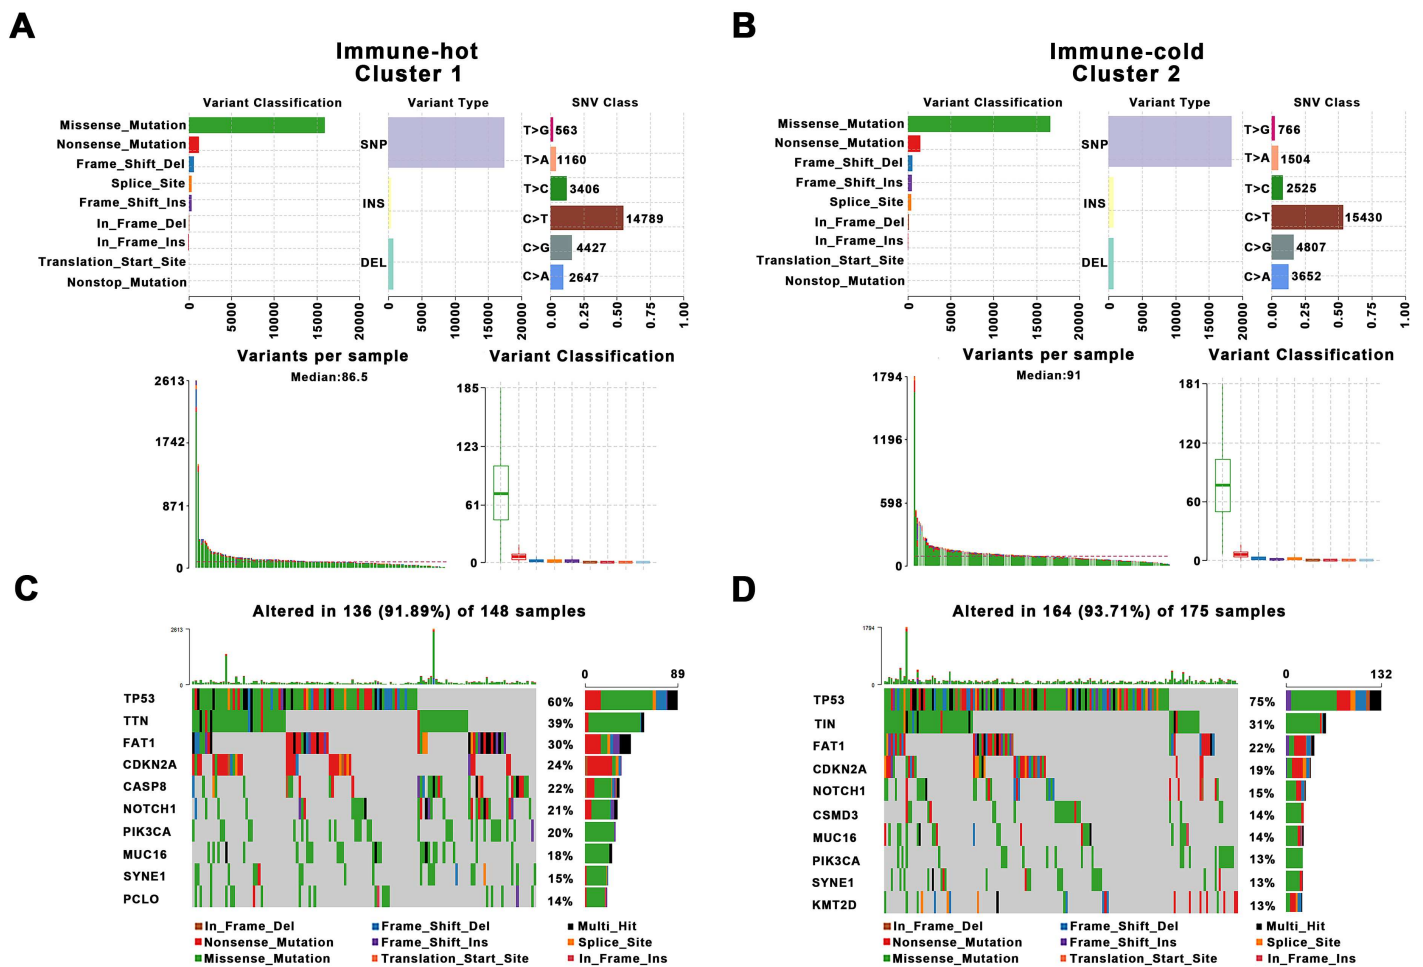 A
Immune-hot
Cluster 1
Variant Classification
Missense_Mutation
Nonsense_Mutation
Frame_Shift_Del
Splice_Site
Frame_Shift_Ins
In_Frame_Del
In_Frame_Ins
Translation_Start_Site
Nonstop_Mutation
0
5000
10000
15000
20000
Variant Type
SNP
INS
DEL
0
5000
10000
15000
20000
SNV Class
T>G 563
T>A 1160
T>C 3406
C>T 14789
C>G 4427
C>A 2647
0.00
0.25
0.50
0.75
1.00
Variants per sample
Median:86.5
2613
1742
871
0
Variant Classification
185
123
61
0
B
Immune-cold
Cluster 2
Variant Classification
Missense_Mutation
Nonsense_Mutation
Frame_Shift_Del
Frame_Shift_Ins
Splice_Site
In_Frame_Del
In_Frame_Ins
Translation_Start_Site
Nonstop_Mutation
0
5000
10000
15000
20000
Variant Type
SNP
INS
DEL
0
5000
10000
15000
20000
SNV Class
T>G 766
T>A 1504
T>C 2525
C>T 15430
C>G 4807
C>A 3652
0.00
0.25
0.50
0.75
1.00
Variants per sample
Median:91
1794
1196
598
0
Variant Classification
181
120
60
0
C
Altered in 136 (91.89%) of 148 samples
2613
0
0 89
TP53 60%
TTN 39%
FAT1 30%
CDKN2A 24%
CASP8 22%
NOTCH1 21%
PIK3CA 20%
MUC16 18%
SYNE1 15%
PCLO 14%
In_Frame_Del Frame_Shift_Del Multi_Hit
Nonsense_Mutation Frame_Shift_Ins Splice_Site
Missense_Mutation Translation_Start_Site In_Frame_Ins
D
Altered in 164 (93.71%) of 175 samples
1794
0
0 132
TP53 75%
TIN 31%
FAT1 22%
CDKN2A 19%
NOTCH1 15%
CSMD3 14%
MUC16 14%
PIK3CA 13%
SYNE1 13%
KMT2D 13%
In_Frame_Del Frame_Shift_Del Multi_Hit
Nonsense_Mutation Frame_Shift_Ins Splice_Site
Missense_Mutation Translation_Start_Site In_Frame_Ins